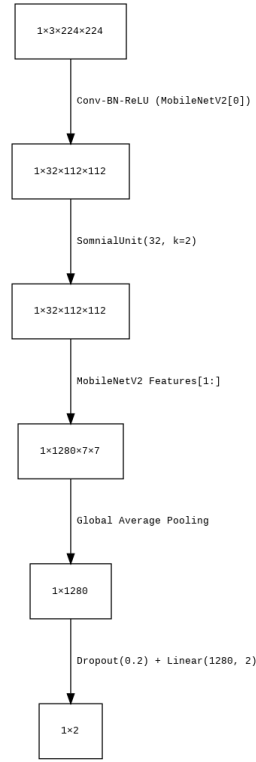 1×3×224×224
Conv-BN-ReLU (MobileNetV2[0])
1×32×112×112
SomnialUnit(32, k=2)
1×32×112×112
MobileNetV2 Features[1:]
1×1280×7×7
Global Average Pooling
1×1280
Dropout(0.2) + Linear(1280, 2)
1×2